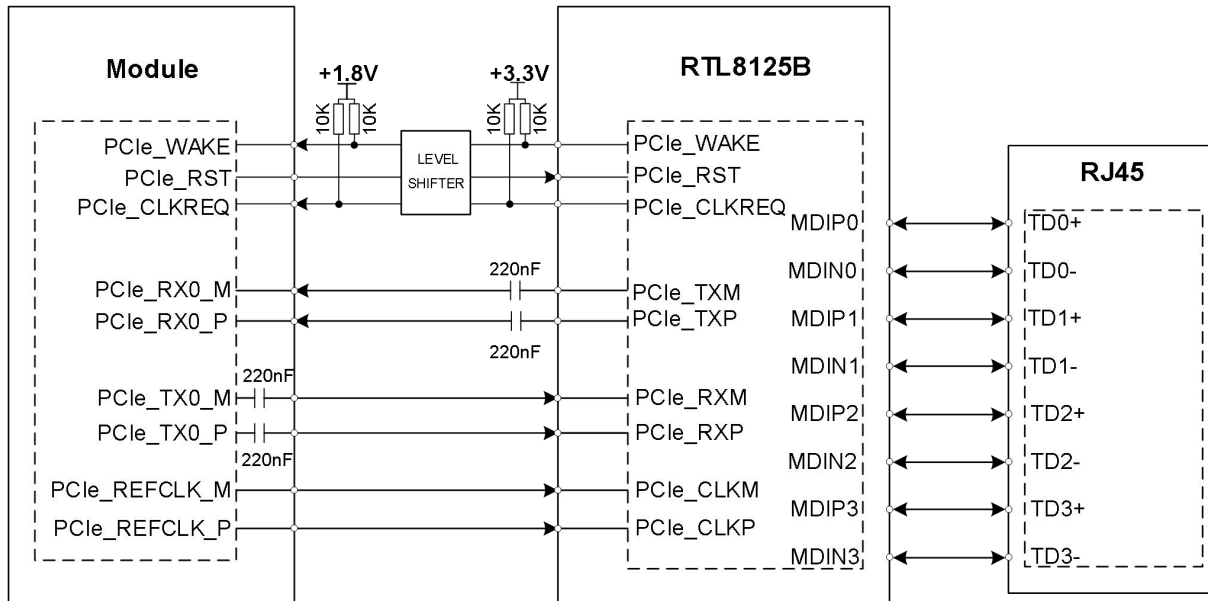 Module
+1.8V
+3.3V
RTL8125B
RJ45
10K
10K
10K
10K
LEVEL
SHIFTER
PCIe_WAKE
PCIe_RST
PCIe_CLKREQ
PCIe_RX0_M
PCIe_RX0_P
PCIe_TX0_M
PCIe_TX0_P
PCIe_REFCLK_M
PCIe_REFCLK_P
220nF
220nF
220nF
220nF
PCIe_WAKE
PCIe_RST
PCIe_CLKREQ
PCIe_TXM
PCIe_TXP
PCIe_RXM
PCIe_RXP
PCIe_CLKM
PCIe_CLKP
MDIP0
MDIN0
MDIP1
MDIN1
MDIP2
MDIN2
MDIP3
MDIN3
TD0+
TD0-
TD1+
TD1-
TD2+
TD2-
TD3+
TD3-